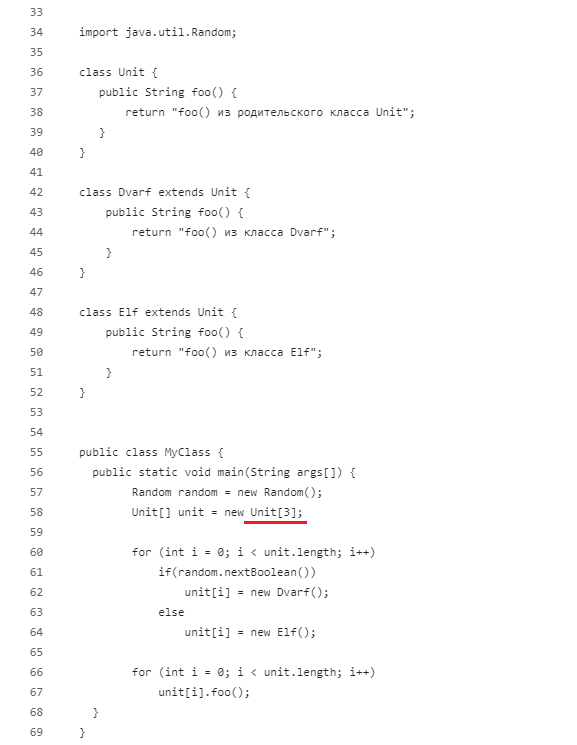 33
34 import java.util.Random;
35
36 class Unit {
37 public String foo() {
38 return "foo() из родительского класса Unit";
39 }
40 }
41
42 class Dvarf extends Unit {
43 public String foo() {
44 return "foo() из класса Dvarf";
45 }
46 }
47
48 class Elf extends Unit {
49 public String foo() {
50 return "foo() из класса Elf";
51 }
52 }
53
54
55 public class MyClass {
56 public static void main(String args[]) {
57 Random random = new Random();
58 Unit[] unit = new Unit[3];
59
60 for (int i = 0; i < unit.length; i++)
61 if(random.nextBoolean())
62 unit[i] = new Dvarf();
63 else
64 unit[i] = new Elf();
65
66 for (int i = 0; i < unit.length; i++)
67 unit[i].foo();
68 }
69 }